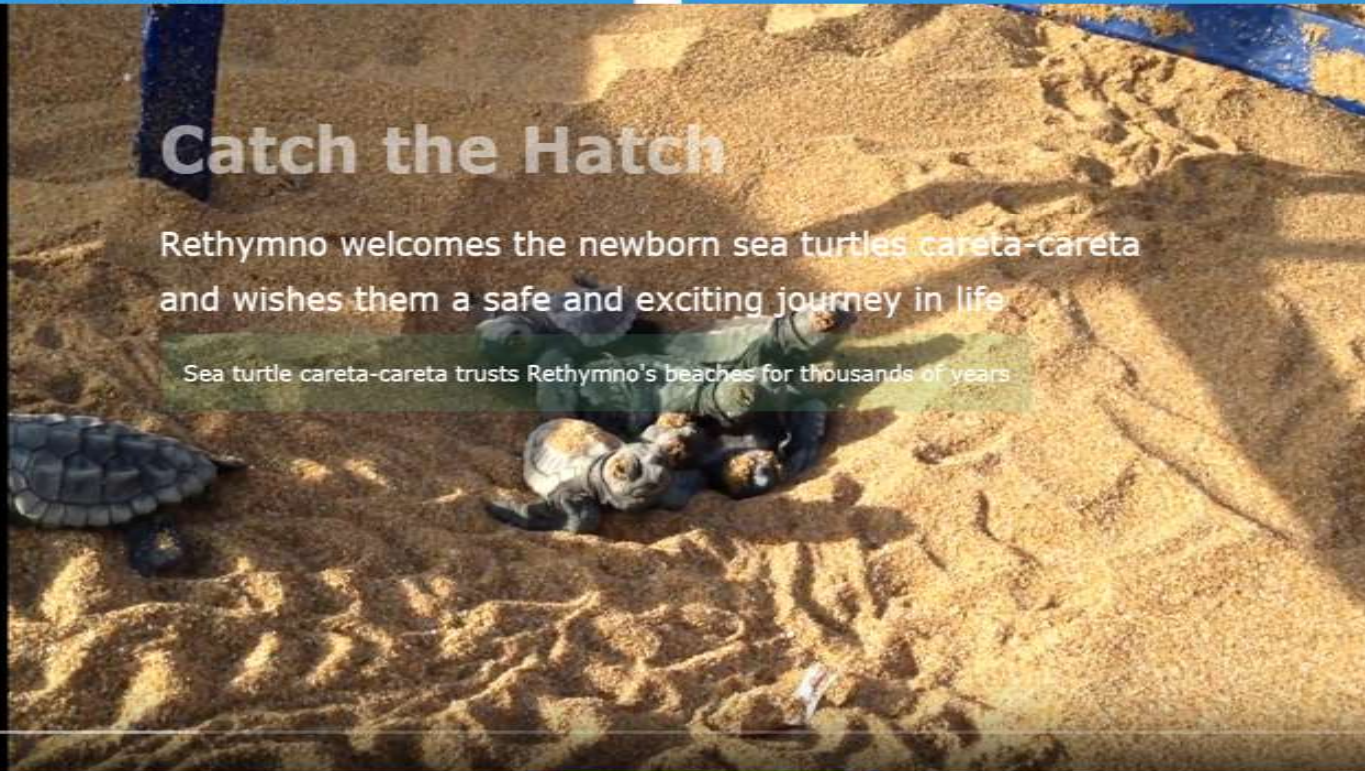 Catch the Hatch
Rethymno welcomes the newborn sea turtles careta-careta
and wishes them a safe and exciting journey in life
Sea turtle careta-careta trusts Rethymno's beaches for thousands of years